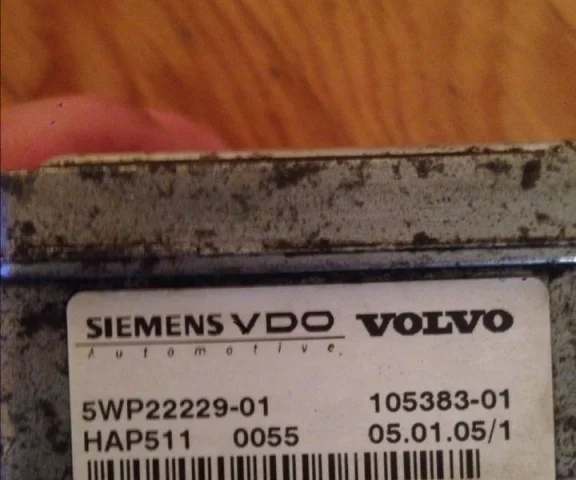 SIEMENS VDO VOLVO
Automotive
5WP22229-01 105383-01
HAP511 0055 05.01.05/1